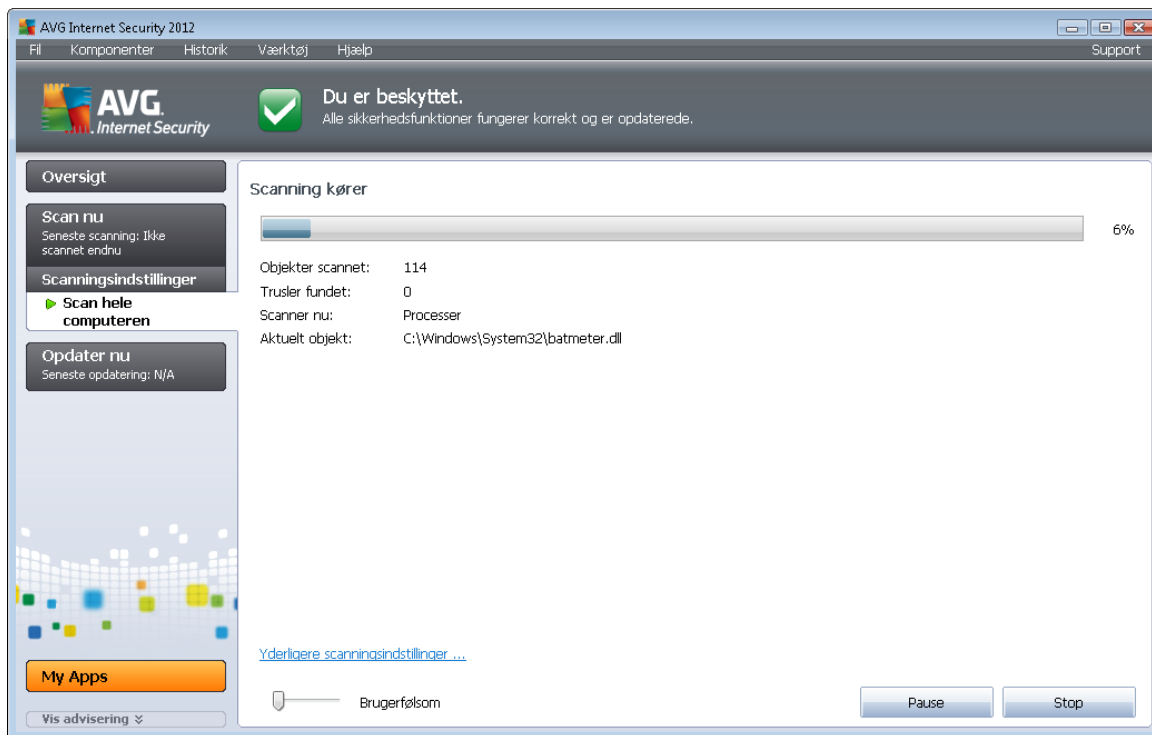 AVG Internet Security 2012
Fil Komponenter Historik Værktøj Hjælp Support
AVG.
Internet Security
Du er beskyttet.
Alle sikkerhedsfunktioner fungerer korrekt og er opdaterede.
Oversigt
Scan nu
Seneste scanning: Ikke
scannet endnu
Scanningsindstillinger
Scan hele
computeren
Opdater nu
Seneste opdatering: N/A
My Apps
Vis advisering
Scanning kører
6%
Objekter scannet: 114
Trusler fundet: 0
Scanner nu: Processer
Aktuelt objekt: C:\Windows\System32\batmeter.dll
Yderligere scanningsindstillinger ...
Brugerfølsom
Pause Stop